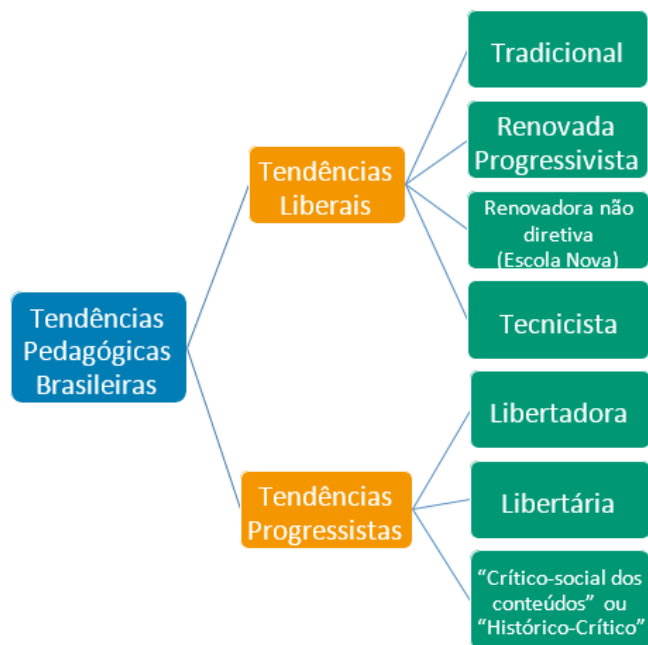 Tradicional
Renovada
Progressivista
Tendências
Liberais
Renovadora não
diretiva
(Escola Nova)
Tecnicista
Tendências
Pedagógicas
Brasileiras
Libertadora
Tendências
Progressistas
Libertária
“Crítico-social dos
conteúdos” ou
“Histórico-Crítico”